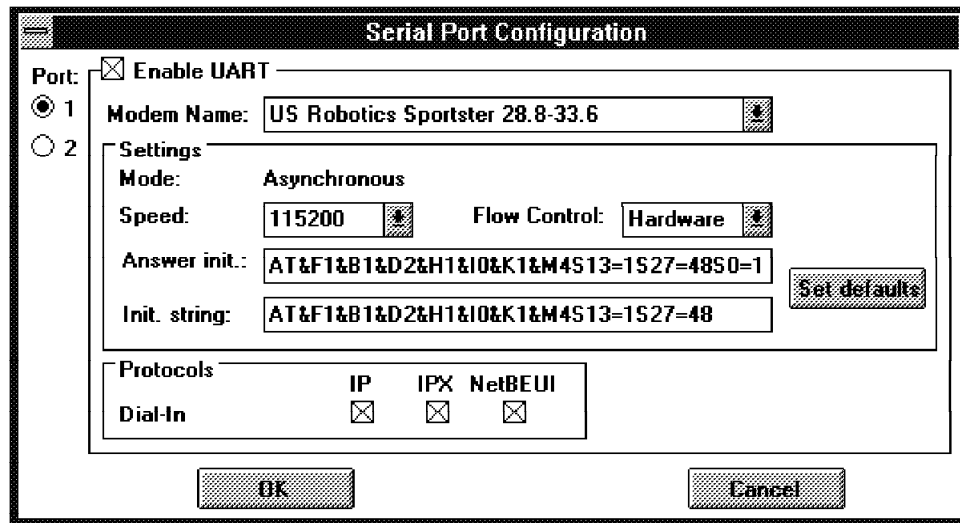 Serial Port Configuration
Port:
1
2
Enable UART
Modem Name: US Robotics Sportster 28.8-33.6
Settings
Mode: Asynchronous
Speed: 115200 Flow Control: Hardware
Answer init.: AT&F1&B1&D2&H1&I0&K1&M4S13=1S27=48S0=1
Init. string: AT&F1&B1&D2&H1&I0&K1&M4S13=1S27=48
Set defaults
Protocols
IP IPX NetBEUI
Dial-In
OK Cancel